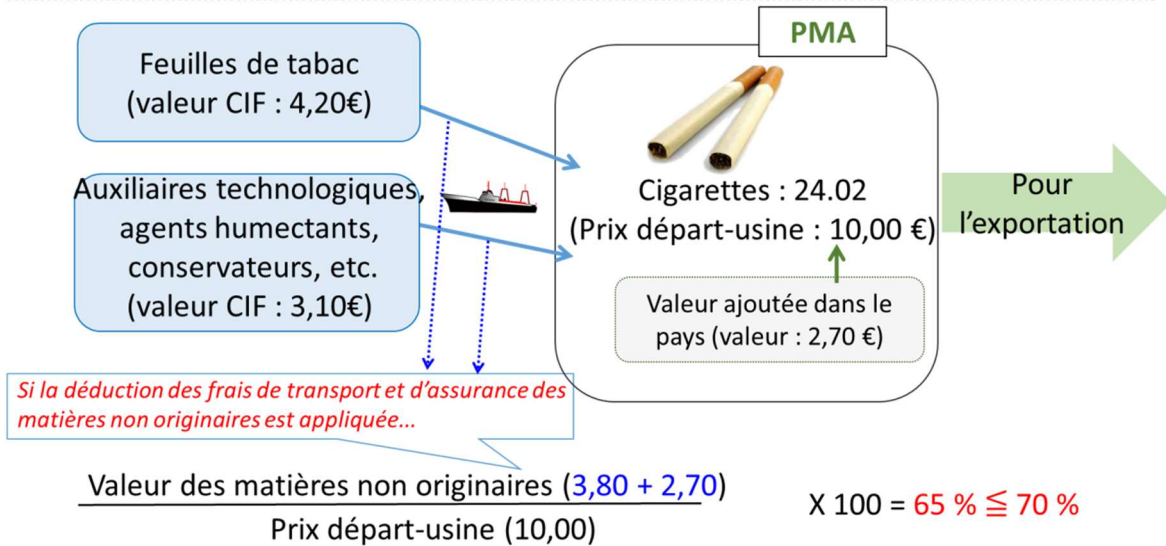 PMA
Feuilles de tabac
(valeur CIF : 4,20€)
Auxiliaires technologiques,
agents humectants,
conservateurs, etc.
(valeur CIF : 3,10€)
Cigarettes : 24.02
(Prix départ-usine : 10,00 €)
Valeur ajoutée dans le
pays (valeur : 2,70 €)
Pour
l’exportation
Si la déduction des frais de transport et d’assurance des
matières non originaires est appliquée...
Valeur des matières non originaires (3,80 + 2,70)
Prix départ-usine (10,00)
X 100 = 65 % ≦ 70 %